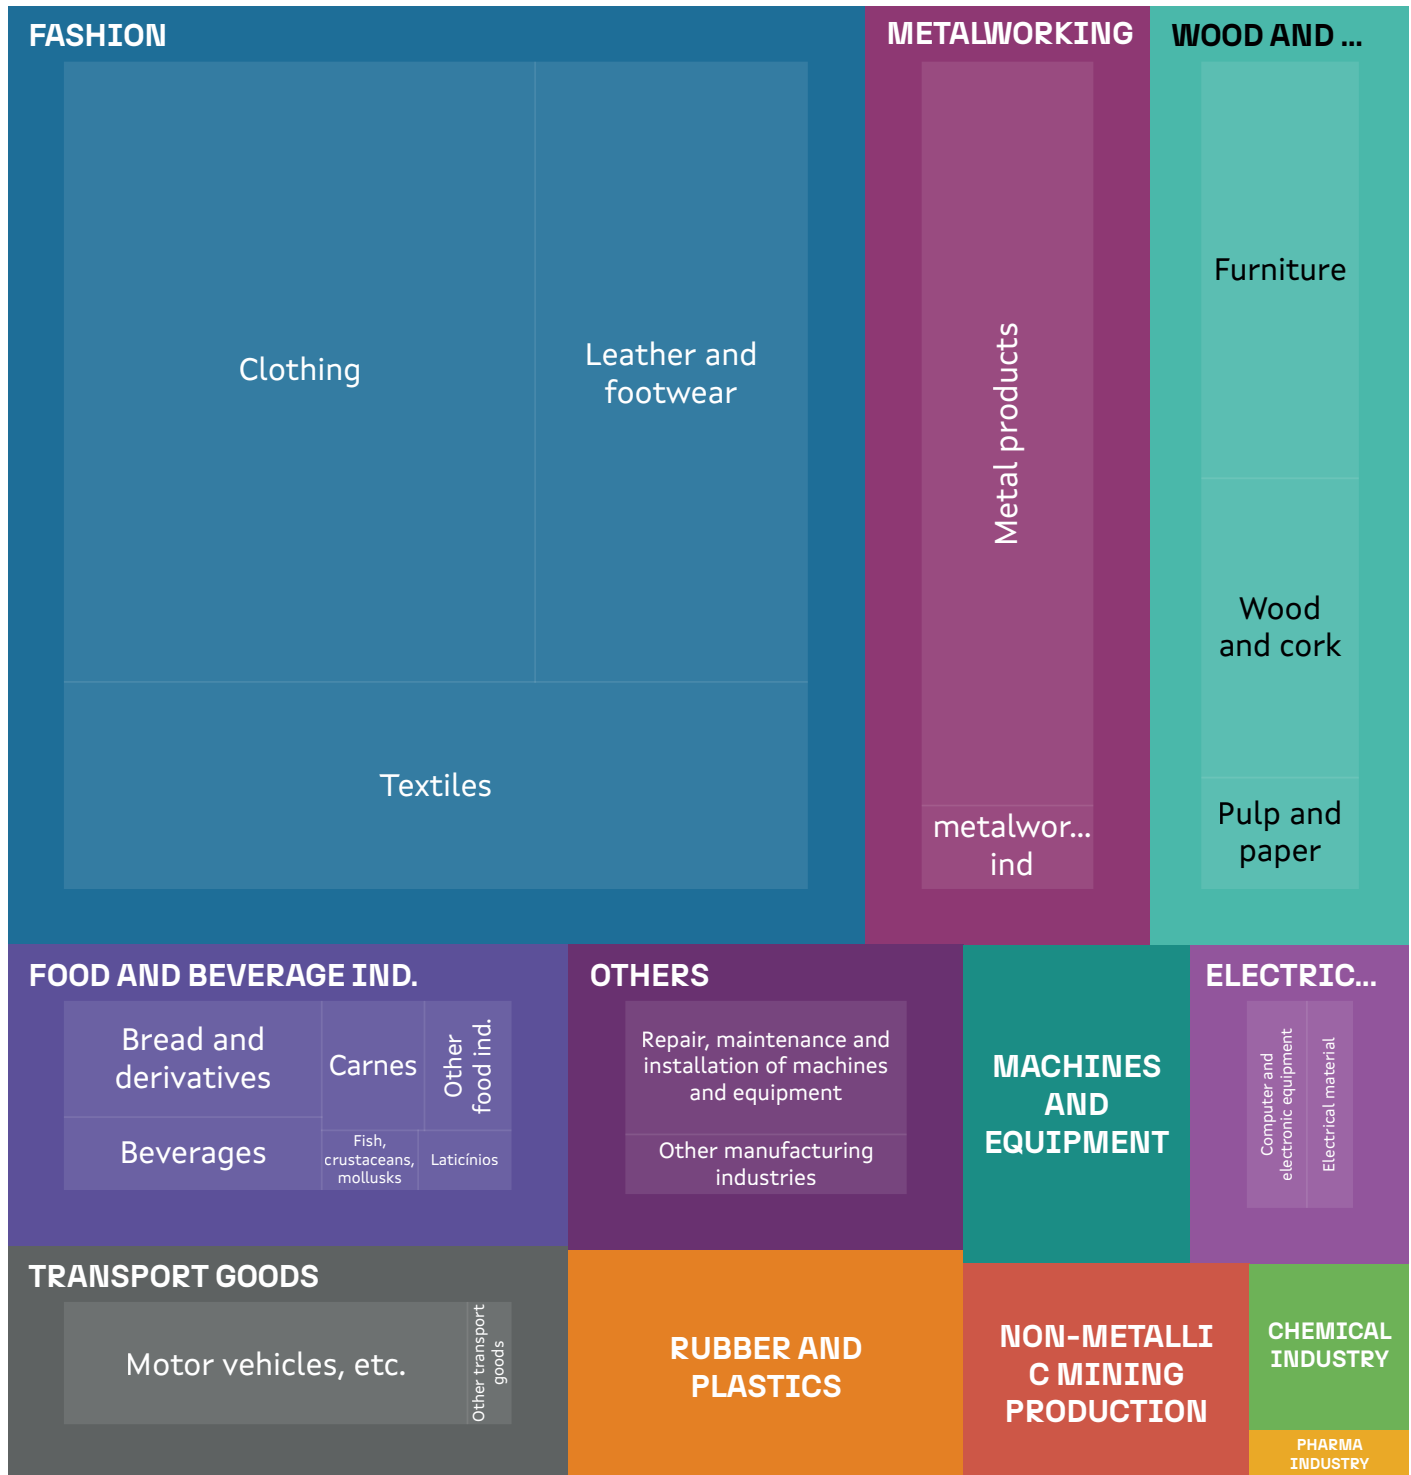 FASHION
Clothing
Leather and
footwear
Textiles
METALWORKING
Metal products
metalwor...
ind
WOOD AND ...
Furniture
Wood
and cork
Pulp and
paper
FOOD AND BEVERAGE IND.
Bread and
derivatives
Beverages
Carnes
Other
food ind.
Fish,
crustaceans,
mollusks
Laticínios
OTHERS
Repair, maintenance and
installation of machines
and equipment
Other manufacturing
industries
MACHINES
AND
EQUIPMENT
ELECTRIC...
Computer and
electronic equipment
Electrical material
TRANSPORT GOODS
Motor vehicles, etc.
Other transport
goods
RUBBER AND
PLASTICS
NON-METALLI
C MINING
PRODUCTION
CHEMICAL
INDUSTRY
PHARMA
INDUSTRY